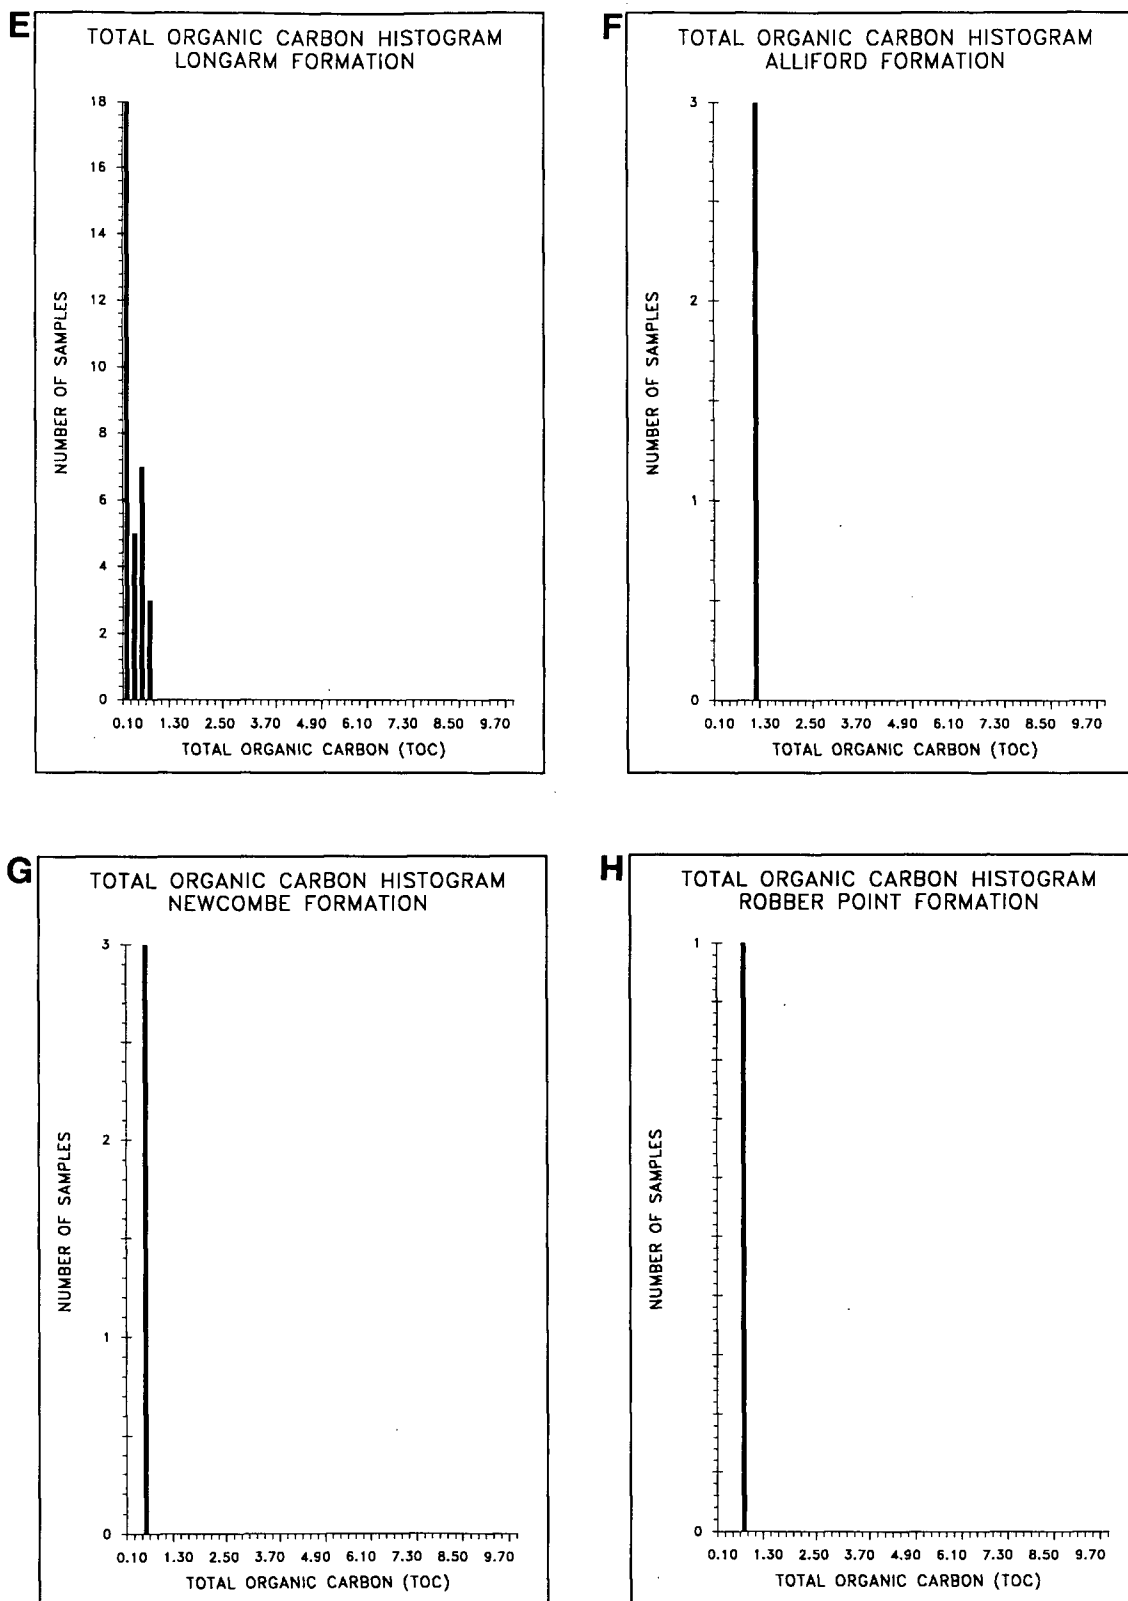 E
TOTAL ORGANIC CARBON HISTOGRAM
LONGARM FORMATION
18
16
14
12
10
8
6
4
2
0
NUMBER OF SAMPLES
0.10 1.30 2.50 3.70 4.90 6.10 7.30 8.50 9.70
TOTAL ORGANIC CARBON (TOC)
F
TOTAL ORGANIC CARBON HISTOGRAM
ALLIFORD FORMATION
3
2
1
0
NUMBER OF SAMPLES
0.10 1.30 2.50 3.70 4.90 6.10 7.30 8.50 9.70
TOTAL ORGANIC CARBON (TOC)
G
TOTAL ORGANIC CARBON HISTOGRAM
NEWCOMBE FORMATION
3
2
1
0
NUMBER OF SAMPLES
0.10 1.30 2.50 3.70 4.90 6.10 7.30 8.50 9.70
TOTAL ORGANIC CARBON (TOC)
H
TOTAL ORGANIC CARBON HISTOGRAM
ROBBER POINT FORMATION
1
0
NUMBER OF SAMPLES
0.10 1.30 2.50 3.70 4.90 6.10 7.30 8.50 9.70
TOTAL ORGANIC CARBON (TOC)